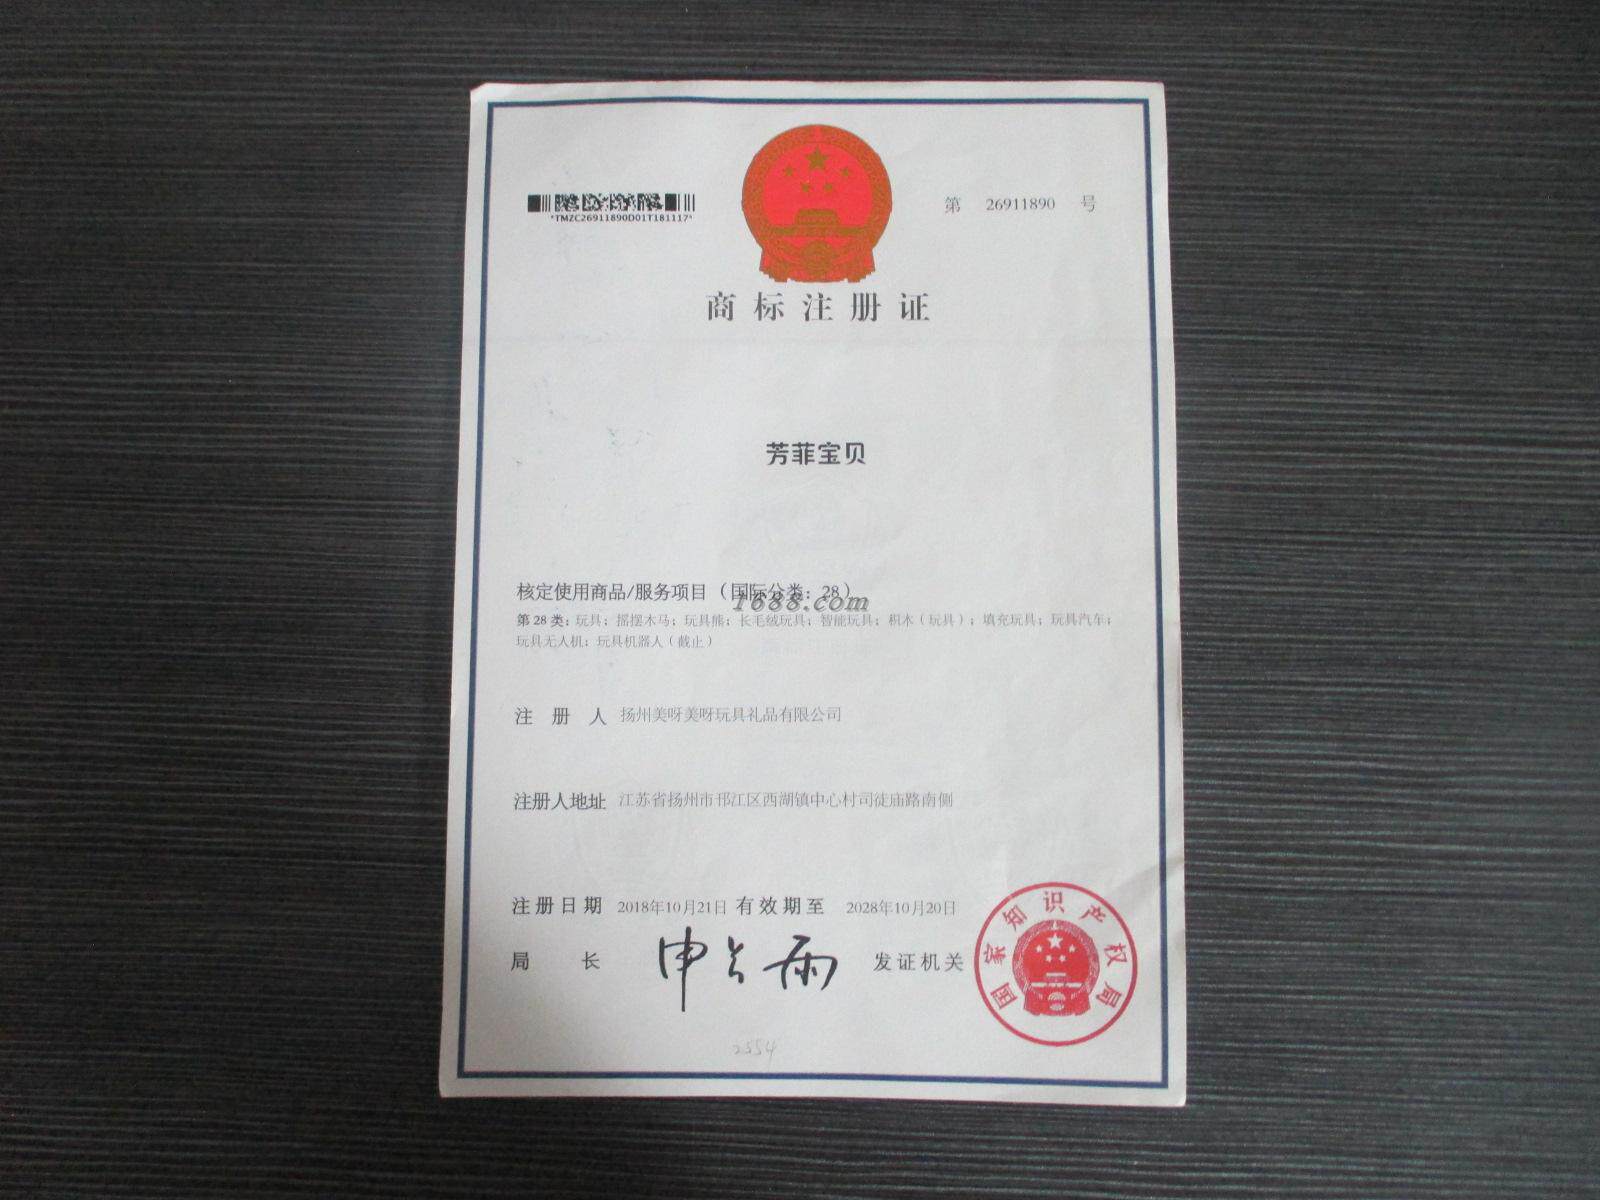 *TMZC26911890D01T181117*
第 26911890 号
商标注册证
芳菲宝贝
核定使用商品/服务项目（国际分类：28）
1688.com
第 28 类：玩具；摇摆木马；玩具熊；长毛绒玩具；智能玩具；积木（玩具）；填充玩具；玩具汽车；
玩具无人机；玩具机器人（截止）
注册人 扬州美呀美呀玩具礼品有限公司
注册人地址 江苏省扬州市邗江区西湖镇中心村司徒庙路南侧
注册日期 2018年10月21日 有效期至 2028年10月20日
局长 申长雨 发证机关
国家知识产权局
2554